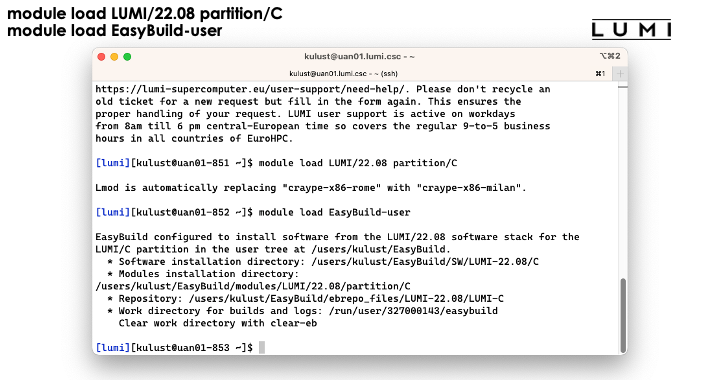 module load LUMI/22.08 partition/C
module load EasyBuild-user
LUMI
kulust@uan01.lumi.csc - ~
⌥⌘2
kulust@uan01.lumi.csc - ~ (ssh)
⌘1
+
https://lumi-supercomputer.eu/user-support/need-help/. Please don't recycle an
old ticket for a new request but fill in the form again. This ensures the
proper handling of your request. LUMI user support is active on workdays
from 8am till 6 pm central-European time so covers the regular 9-to-5 business
hours in all countries of EuroHPC.
[lumi][kulust@uan01-851 ~]$ module load LUMI/22.08 partition/C
Lmod is automatically replacing "craype-x86-rome" with "craype-x86-milan".
[lumi][kulust@uan01-852 ~]$ module load EasyBuild-user
EasyBuild configured to install software from the LUMI/22.08 software stack for the
LUMI/C partition in the user tree at /users/kulust/EasyBuild.
* Software installation directory: /users/kulust/EasyBuild/SW/LUMI-22.08/C
* Modules installation directory:
/users/kulust/EasyBuild/modules/LUMI/22.08/partition/C
* Repository: /users/kulust/EasyBuild/ebrepo_files/LUMI-22.08/LUMI-C
* Work directory for builds and logs: /run/user/327000143/easybuild
Clear work directory with clear-eb
[lumi][kulust@uan01-853 ~]$